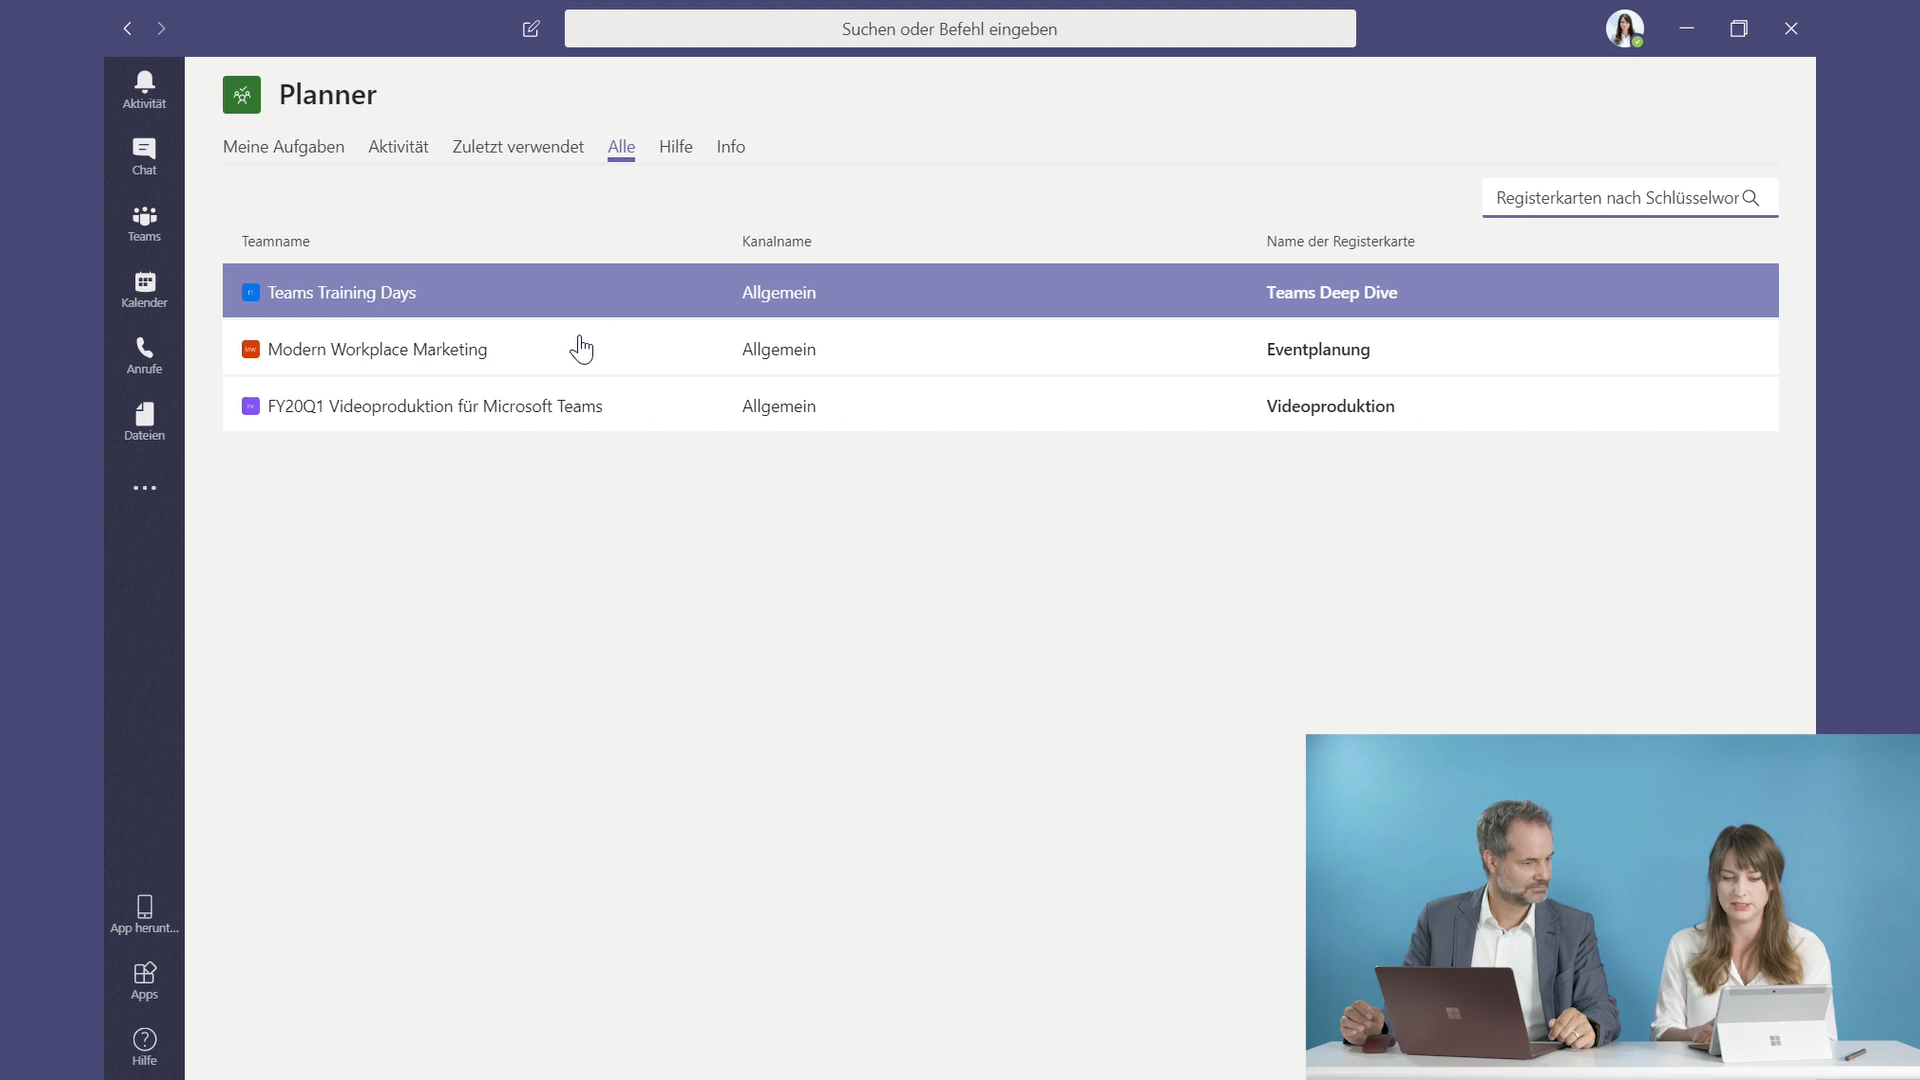 Suchen oder Befehl eingeben
Aktivität
Chat
Teams
Kalender
Anrufe
Dateien
App herunt...
Apps
Hilfe
Planner
Meine Aufgaben Aktivität Zuletzt verwendet Alle Hilfe Info
Registerkarten nach Schlüsselwor
Teamname Kanalname Name der Registerkarte
Teams Training Days Allgemein Teams Deep Dive
MW Modern Workplace Marketing Allgemein Eventplanung
FV FY20Q1 Videoproduktion für Microsoft Teams Allgemein Videoproduktion